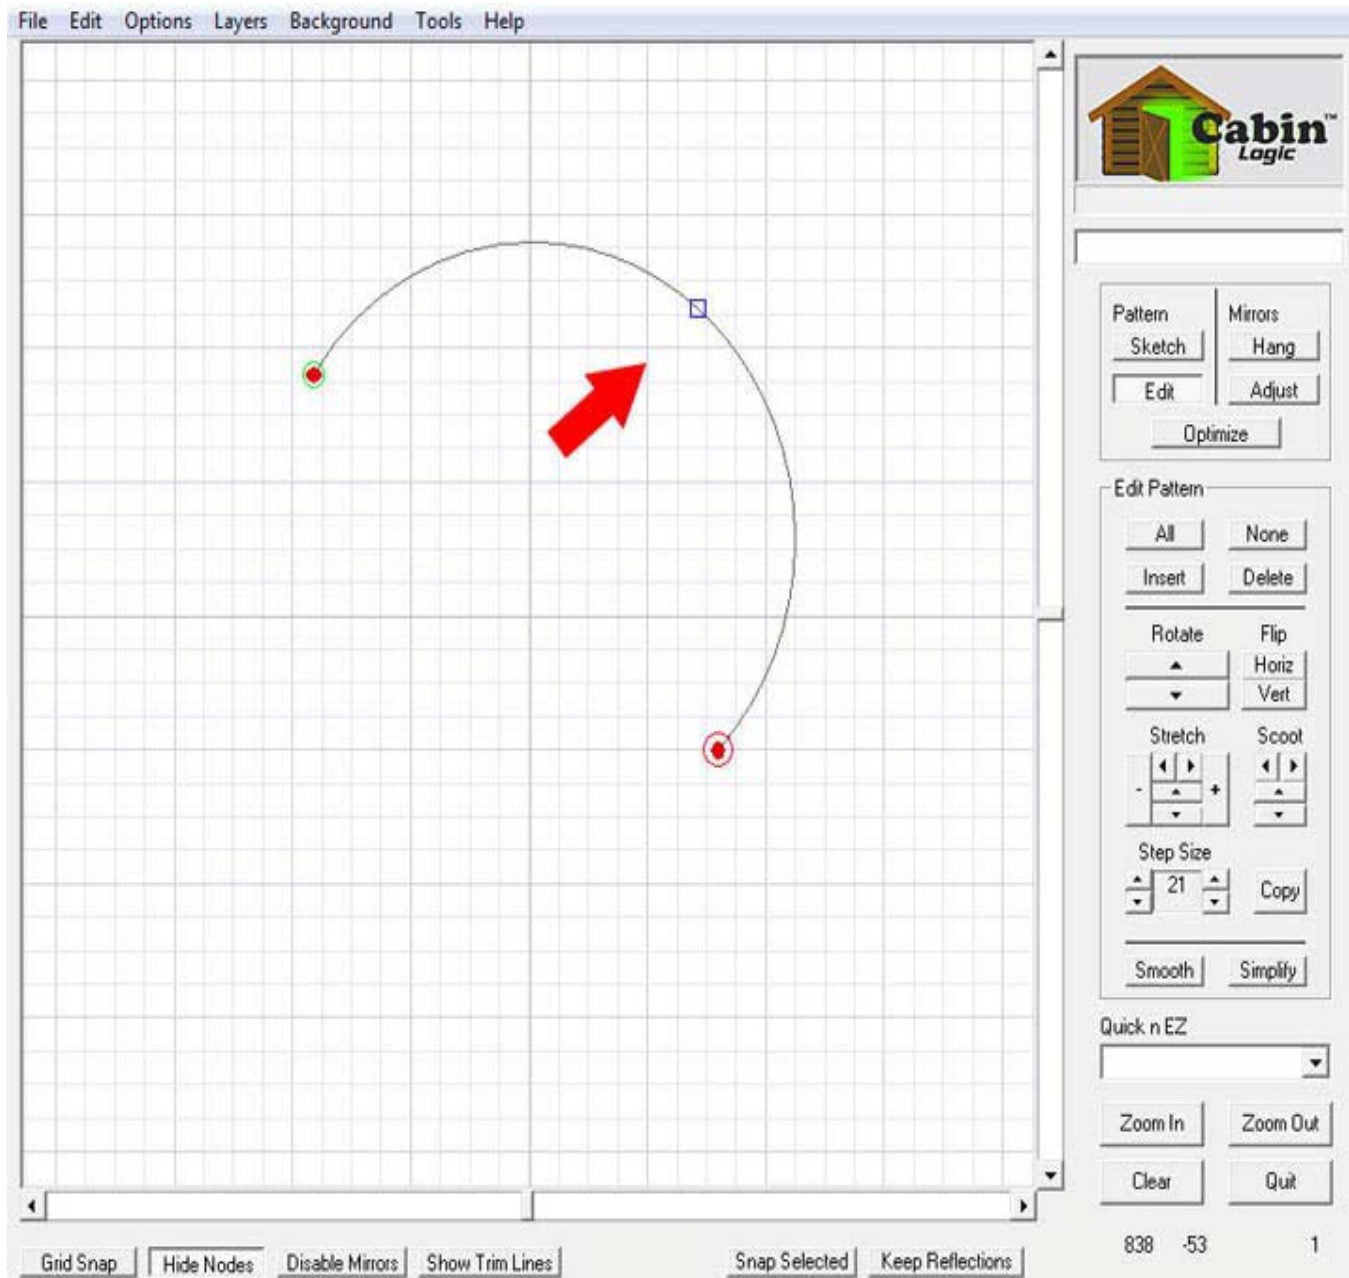 File Edit Options Layers Background Tools Help
Cabin™
Logic
Pattern Mirrors
Sketch Hang
Edit Adjust
Optimize
Edit Pattern
All None
Insert Delete
Rotate Flip
Horiz
Vert
Stretch Scoot
- +
Step Size
21 Copy
Smooth Simplify
Quick n EZ
Zoom In Zoom Out
Clear Quit
838 -53 1
Grid Snap Hide Nodes Disable Mirrors Show Trim Lines Snap Selected Keep Reflections